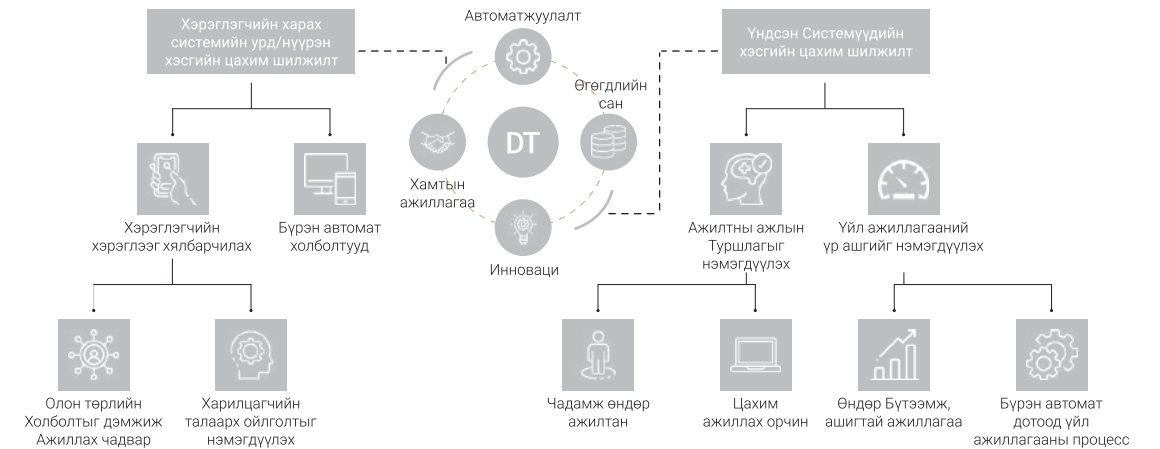 Хэрэглэгчийн харах
системийн урд/нүүрэн
хэсгийн цахим шилжилт
Автоматжуулалт
Өгөгдлийн
сан
DT
Хамтын
ажиллагаа
Инноваци
Үндсэн Системүүдийн
хэсгийн цахим шилжилт
Хэрэглэгчийн
хэрэглээг хялбарчилах
Бүрэн автомат
холболтууд
Ажилтны ажлын
Туршлагыг
нэмэгдүүлэх
Үйл ажиллагааний
үр ашгийг нэмэгдүүлэх
Олон төрлийн
Холболтыг дэмжиж
Ажиллах чадвар
Харилцагчийн
талаарх ойлголтыг
нэмэгдүүлэх
Чадамж өндөр
ажилтан
Цахим
ажиллах орчин
Өндөр Бүтээмж,
ашигтай ажиллагаа
Бүрэн автомат
дотоод үйл
ажиллагааны процесс